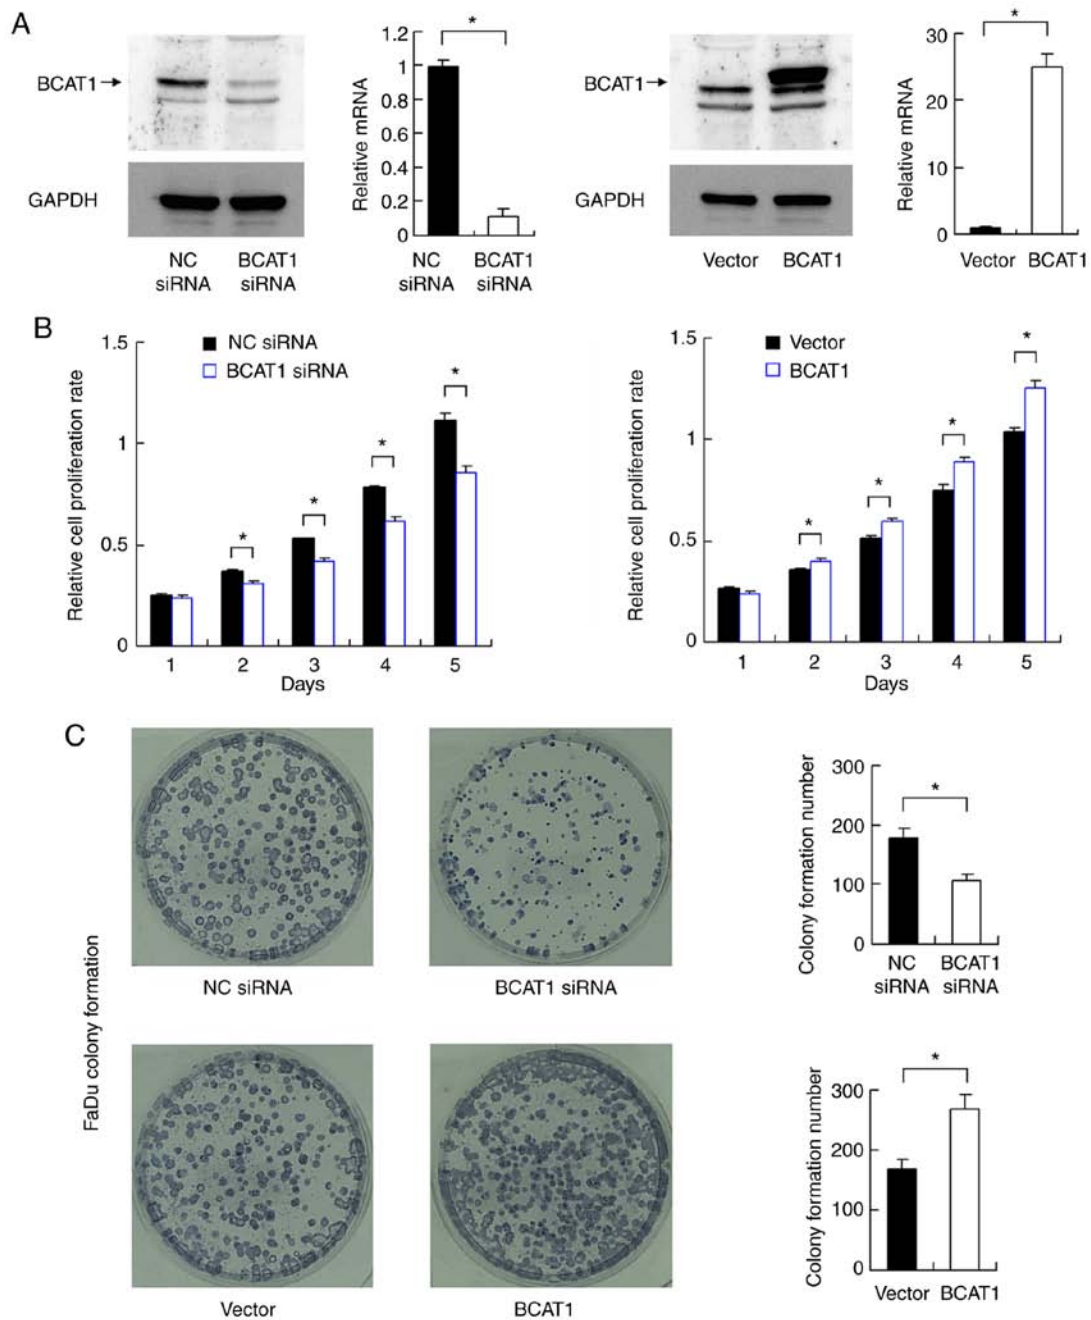 A
BCAT1
GAPDH
NC
siRNA
BCAT1
siRNA
Relative mRNA
1.2
1
0.8
0.6
0.4
0.2
0
*
NC
siRNA
BCAT1
siRNA
BCAT1
GAPDH
Vector
BCAT1
Relative mRNA
30
20
10
0
*
Vector
BCAT1
B
Relative cell proliferation rate
1.5
1
0.5
0
NC siRNA
BCAT1 siRNA
*
*
*
*
1 2 3 4 5
Days
Relative cell proliferation rate
1.5
1
0.5
0
Vector
BCAT1
*
*
*
*
1 2 3 4 5
Days
C
FaDu colony formation
NC siRNA
BCAT1 siRNA
Colony formation number
300
200
100
0
*
NC
siRNA
BCAT1
siRNA
Vector
BCAT1
Colony formation number
300
200
100
0
*
Vector
BCAT1